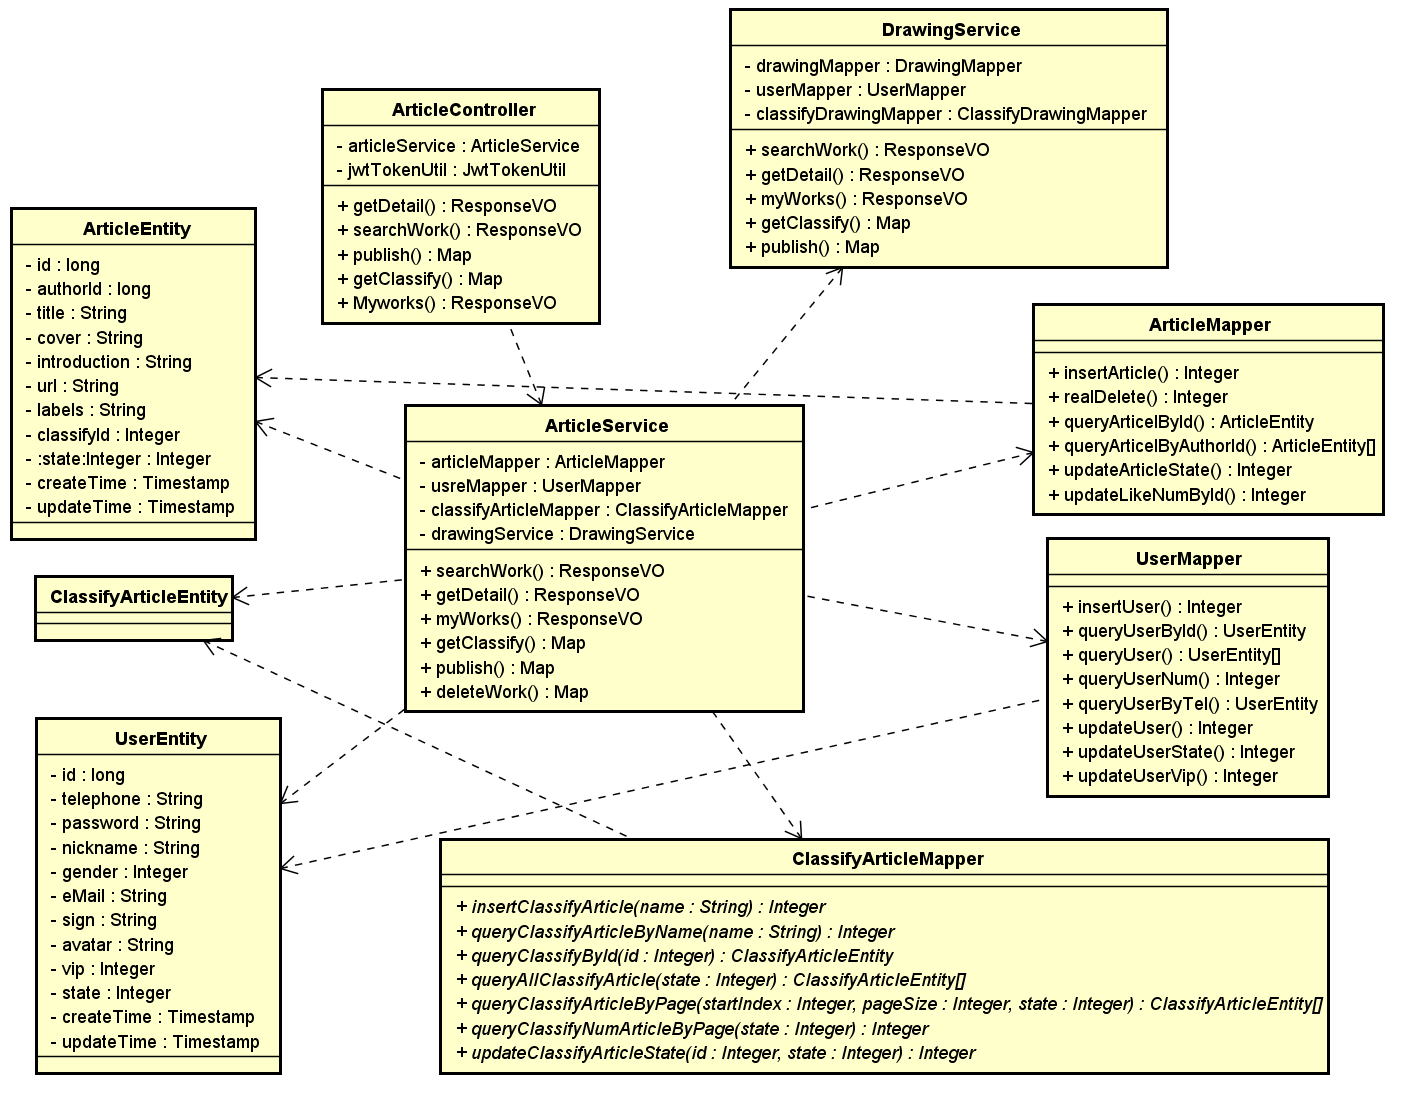 DrawingService
- drawingMapper : DrawingMapper
- userMapper : UserMapper
- classifyDrawingMapper : ClassifyDrawingMapper
+ searchWork() : ResponseVO
+ getDetail() : ResponseVO
+ myWorks() : ResponseVO
+ getClassify() : Map
+ publish() : Map
ArticleController
- articleService : ArticleService
- jwtTokenUtil : JwtTokenUtil
+ getDetail() : ResponseVO
+ searchWork() : ResponseVO
+ publish() : Map
+ getClassify() : Map
+ Myworks() : ResponseVO
ArticleEntity
- id : long
- authorId : long
- title : String
- cover : String
- introduction : String
- url : String
- labels : String
- classifyId : Integer
- :state:Integer : Integer
- createTime : Timestamp
- updateTime : Timestamp
ArticleMapper
+ insertArticle() : Integer
+ realDelete() : Integer
+ queryArticelById() : ArticleEntity
+ queryArticelByAuthorId() : ArticleEntity[]
+ updateArticleState() : Integer
+ updateLikeNumById() : Integer
ArticleService
- articleMapper : ArticleMapper
- usreMapper : UserMapper
- classifyArticleMapper : ClassifyArticleMapper
- drawingService : DrawingService
+ searchWork() : ResponseVO
+ getDetail() : ResponseVO
+ myWorks() : ResponseVO
+ getClassify() : Map
+ publish() : Map
+ deleteWork() : Map
UserMapper
+ insertUser() : Integer
+ queryUserById() : UserEntity
+ queryUser() : UserEntity[]
+ queryUserNum() : Integer
+ queryUserByTel() : UserEntity
+ updateUser() : Integer
+ updateUserState() : Integer
+ updateUserVip() : Integer
ClassifyArticleEntity
UserEntity
- id : long
- telephone : String
- password : String
- nickname : String
- gender : Integer
- eMail : String
- sign : String
- avatar : String
- vip : Integer
- state : Integer
- createTime : Timestamp
- updateTime : Timestamp
ClassifyArticleMapper
+ insertClassifyArticle(name : String) : Integer
+ queryClassifyArticleByName(name : String) : Integer
+ queryClassifyById(id : Integer) : ClassifyArticleEntity
+ queryAllClassifyArticle(state : Integer) : ClassifyArticleEntity[]
+ queryClassifyArticleByPage(startIndex : Integer, pageSize : Integer, state : Integer) : ClassifyArticleEntity[]
+ queryClassifyNumArticleByPage(state : Integer) : Integer
+ updateClassifyArticleState(id : Integer, state : Integer) : Integer